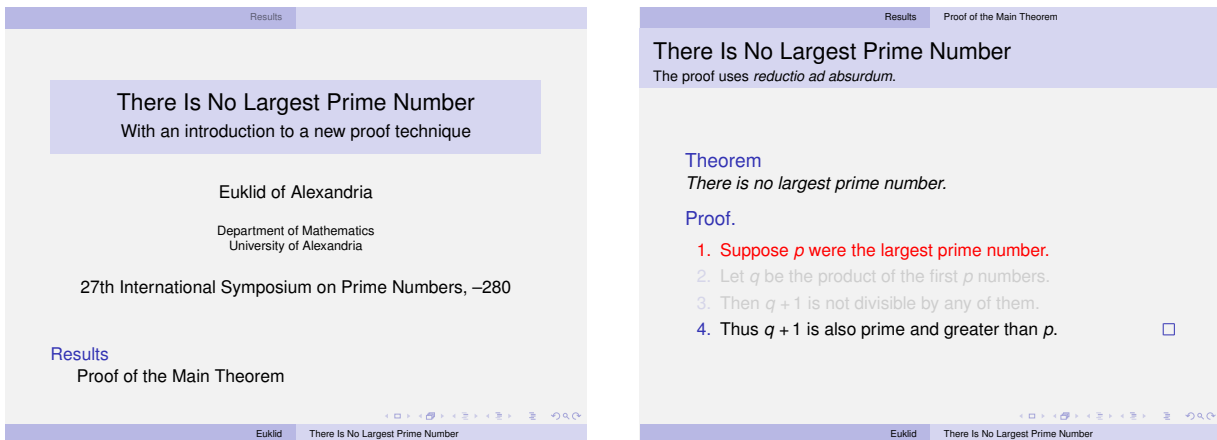 Results
There Is No Largest Prime Number
With an introduction to a new proof technique
Euklid of Alexandria
Department of Mathematics
University of Alexandria
27th International Symposium on Prime Numbers, –280
Results
Proof of the Main Theorem
Euklid There Is No Largest Prime Number
Results Proof of the Main Theorem
There Is No Largest Prime Number
The proof uses reductio ad absurdum.
Theorem
There is no largest prime number.
Proof.
1. Suppose p were the largest prime number.
2. Let q be the product of the first p numbers.
3. Then q + 1 is not divisible by any of them.
4. Thus q + 1 is also prime and greater than p. □
Euklid There Is No Largest Prime Number